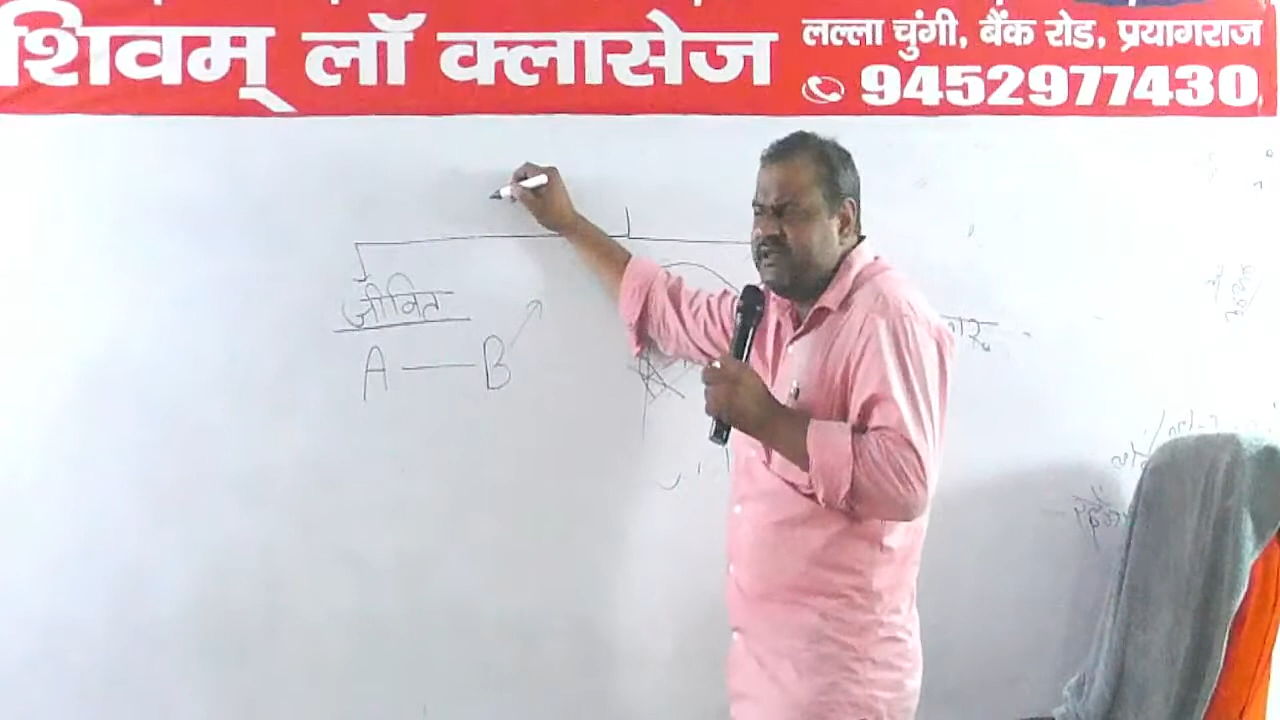 शिवम् लॉ क्लासेज
लल्ला चुंगी, बैंक रोड, प्रयागराज
9452977430
जीवित
A — B